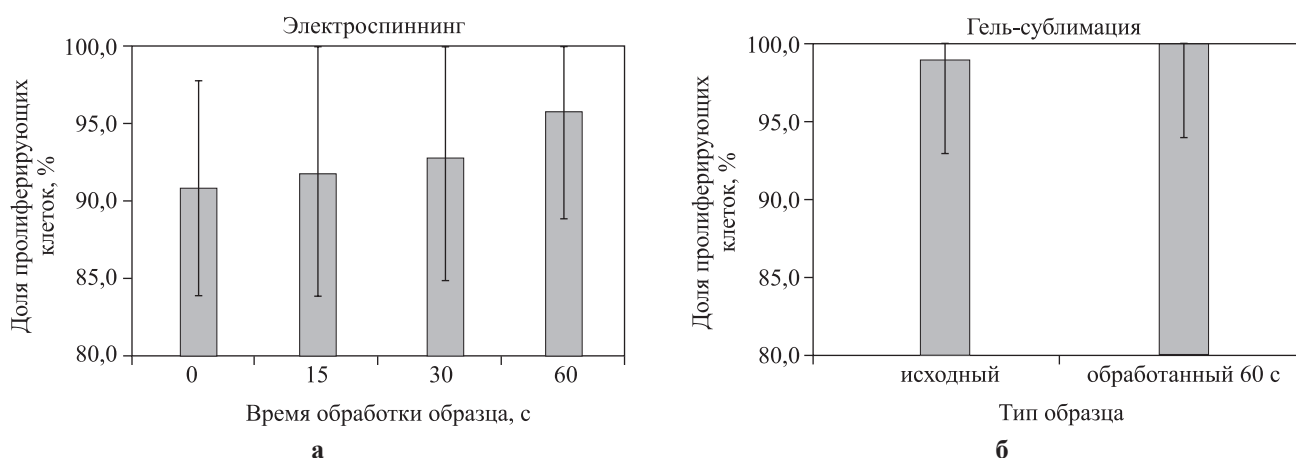 Электроспиннинг
Доля пролиферирующих
клеток, %
100,0
95,0
90,0
85,0
80,0
0 15 30 60
Время обработки образца, с
а
Гель-сублимация
Доля пролиферирующих
клеток, %
100,0
95,0
90,0
85,0
80,0
исходный обработанный 60 с
Тип образца
б